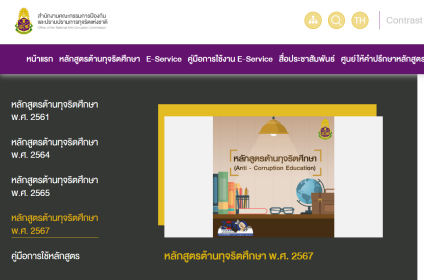 สำนักงานคณะกรรมการป้องกัน
และปราบปรามการทุจริตแห่งชาติ
TH
Contrast
หน้าแรก หลักสูตรต้านทุจริตศึกษา E-Service คู่มือการใช้งาน E-Service สื่อประชาสัมพันธ์ ศูนย์ให้คำปรึกษาหลักสูตร
หลักสูตรต้านทุจริตศึกษา
พ.ศ. 2561
หลักสูตรต้านทุจริตศึกษา
พ.ศ. 2564
หลักสูตรต้านทุจริตศึกษา
พ.ศ. 2565
หลักสูตรต้านทุจริตศึกษา
พ.ศ. 2567
คู่มือการใช้หลักสูตร
หลักสูตรต้านทุจริตศึกษา
(Anti - Corruption Education)
หลักสูตรต้านทุจริตศึกษา พ.ศ. 2567